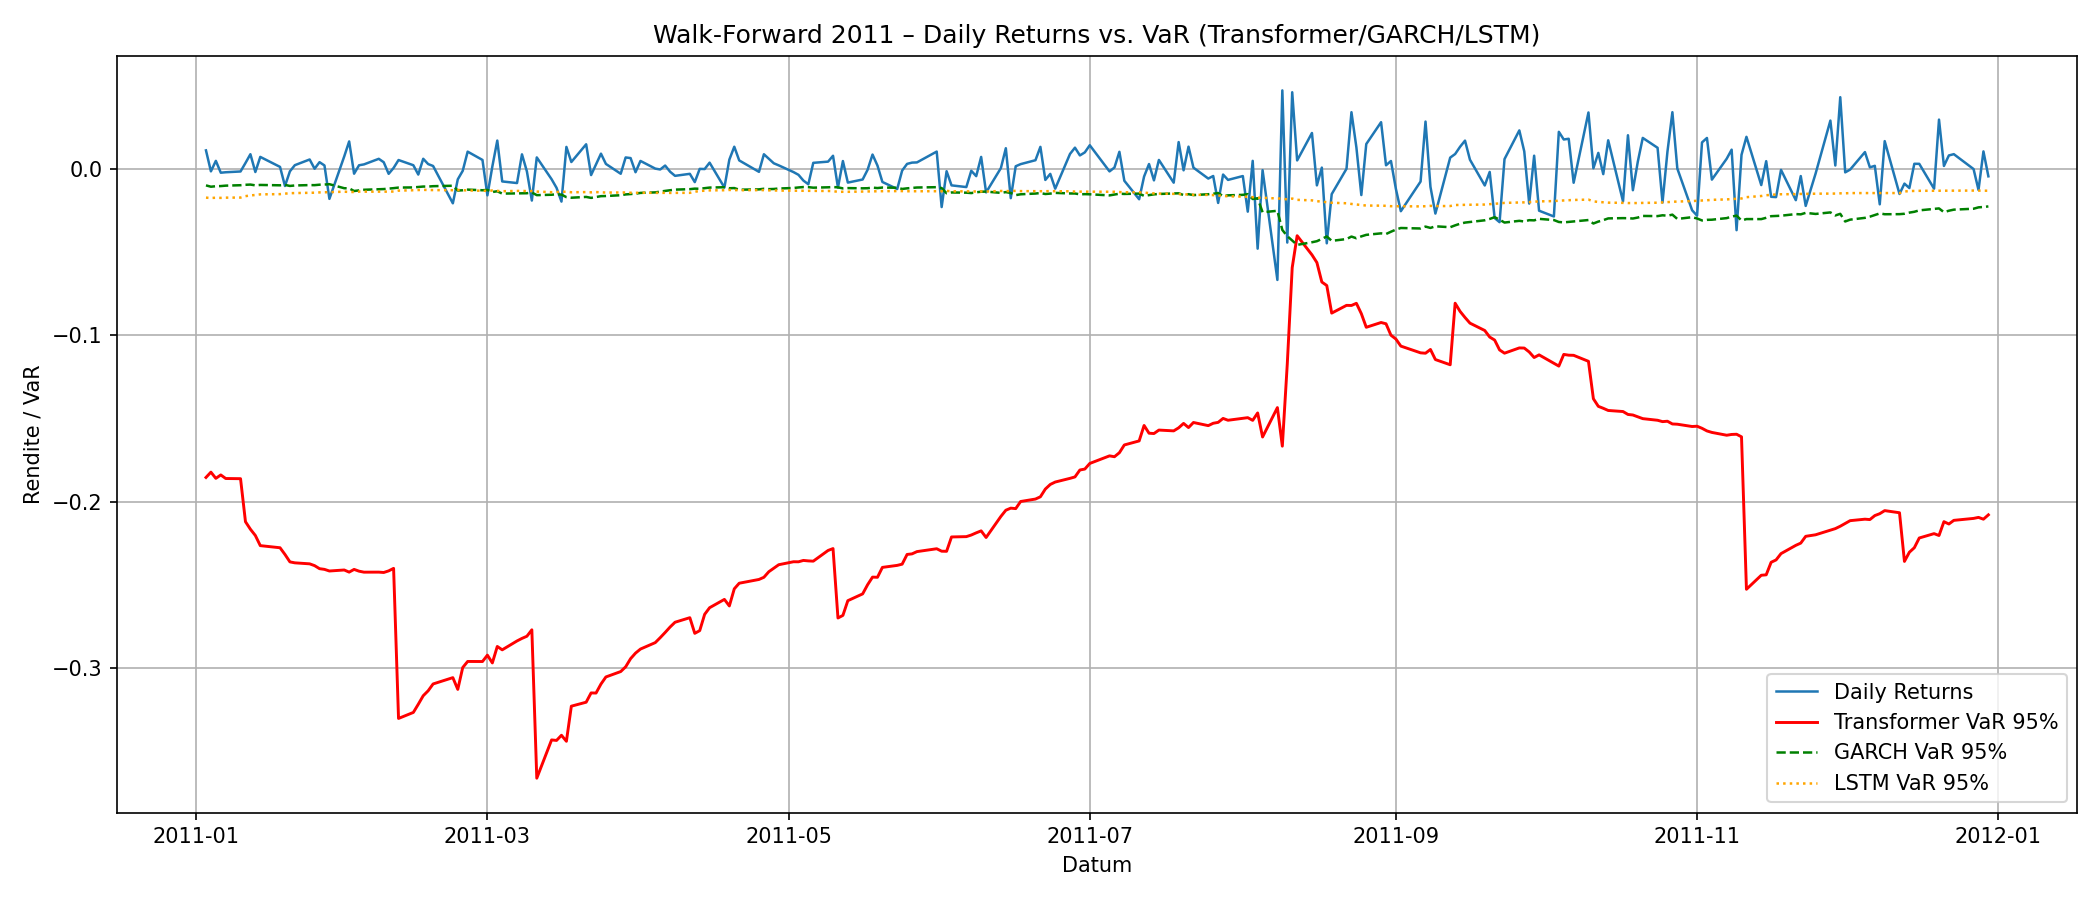 Walk-Forward 2011 – Daily Returns vs. VaR (Transformer/GARCH/LSTM)
Rendite / VaR
0.0
−0.1
−0.2
−0.3
2011-01
2011-03
2011-05
2011-07
2011-09
2011-11
2012-01
Datum
Daily Returns
Transformer VaR 95%
GARCH VaR 95%
LSTM VaR 95%